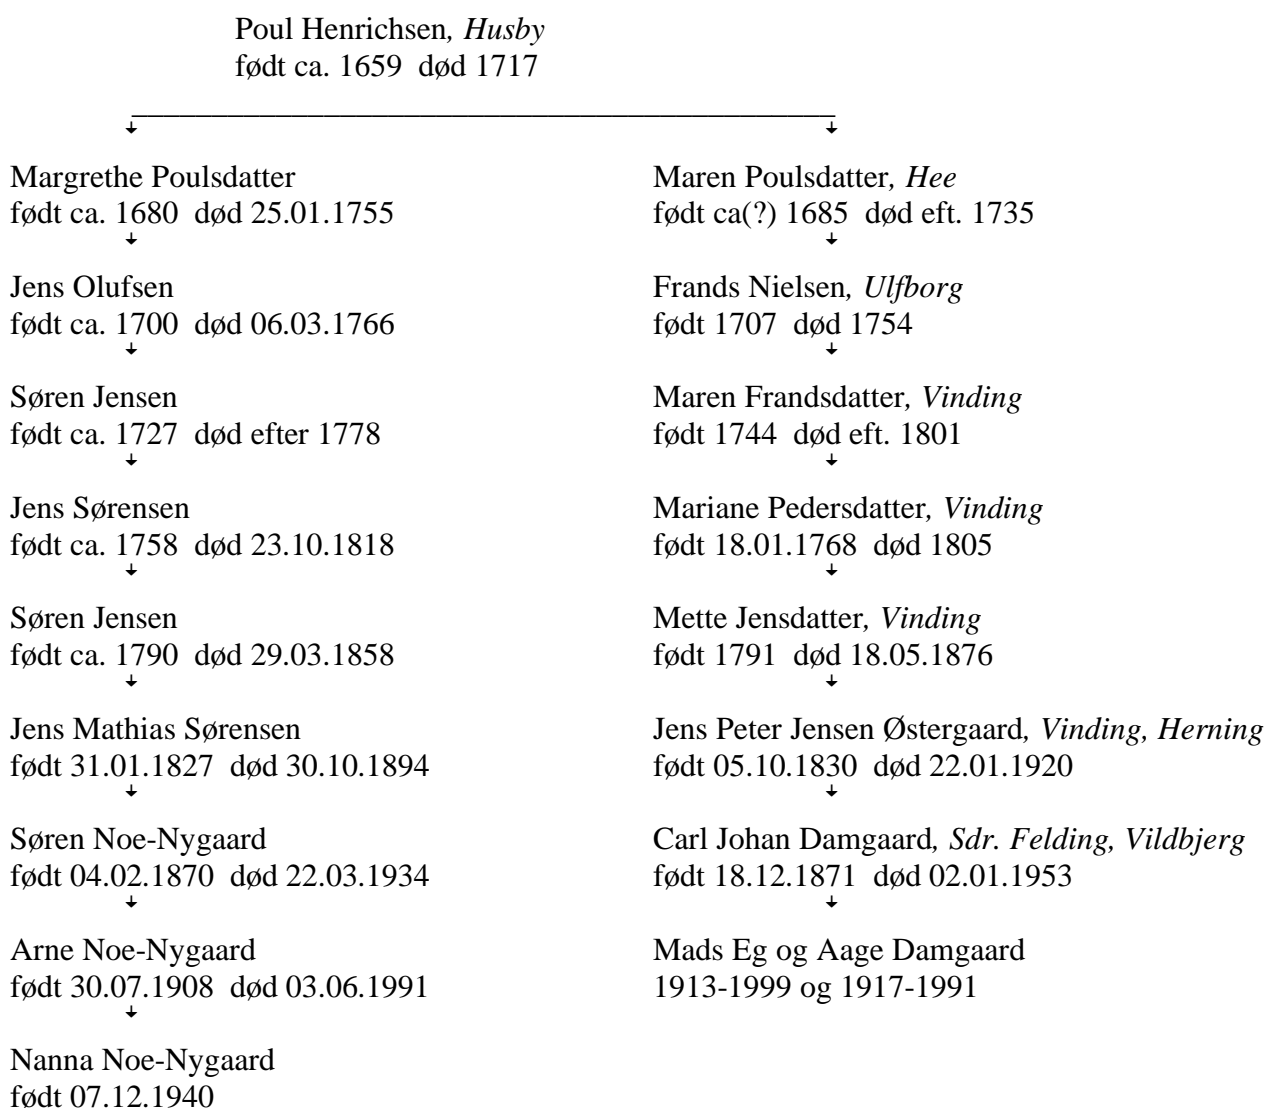 Poul Henrichsen, Husby
født ca. 1659  død 1717
Margrethe Poulsdatter
født ca. 1680  død 25.01.1755
Maren Poulsdatter, Hee
født ca(?) 1685  død eft. 1735
Jens Olufsen
født ca. 1700  død 06.03.1766
Frands Nielsen, Ulfborg
født 1707  død 1754
Søren Jensen
født ca. 1727  død efter 1778
Maren Frandsdatter, Vinding
født 1744  død eft. 1801
Jens Sørensen
født ca. 1758  død 23.10.1818
Mariane Pedersdatter, Vinding
født 18.01.1768  død 1805
Søren Jensen
født ca. 1790  død 29.03.1858
Mette Jensdatter, Vinding
født 1791  død 18.05.1876
Jens Mathias Sørensen
født 31.01.1827  død 30.10.1894
Jens Peter Jensen Østergaard, Vinding, Herning
født 05.10.1830  død 22.01.1920
Søren Noe-Nygaard
født 04.02.1870  død 22.03.1934
Carl Johan Damgaard, Sdr. Felding, Vildbjerg
født 18.12.1871  død 02.01.1953
Arne Noe-Nygaard
født 30.07.1908  død 03.06.1991
Mads Eg og Aage Damgaard
1913-1999 og 1917-1991
Nanna Noe-Nygaard
født 07.12.1940